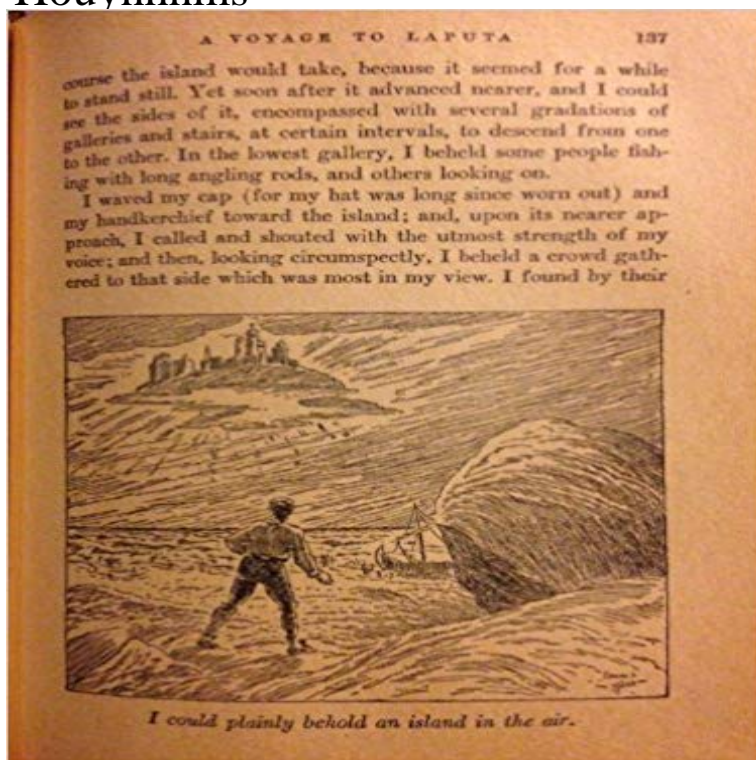 A VOYAGE TO LAPUTA 137
course the island would take, because it seemed for a while
to stand still. Yet soon after it advanced nearer, and I could
see the sides of it, encompassed with several gradations of
galleries and stairs, at certain intervals, to descend from one
to the other. In the lowest gallery, I beheld some people fish-
ing with long angling rods, and others looking on.
I waved my cap (for my hat was long since worn out) and
my handkerchief toward the island; and, upon its nearer ap-
proach, I called and shouted with the utmost strength of my
voice; and then, looking circumspectly, I beheld a crowd gath-
ered to that side which was most in my view. I found by their
I could plainly behold an island in the air.